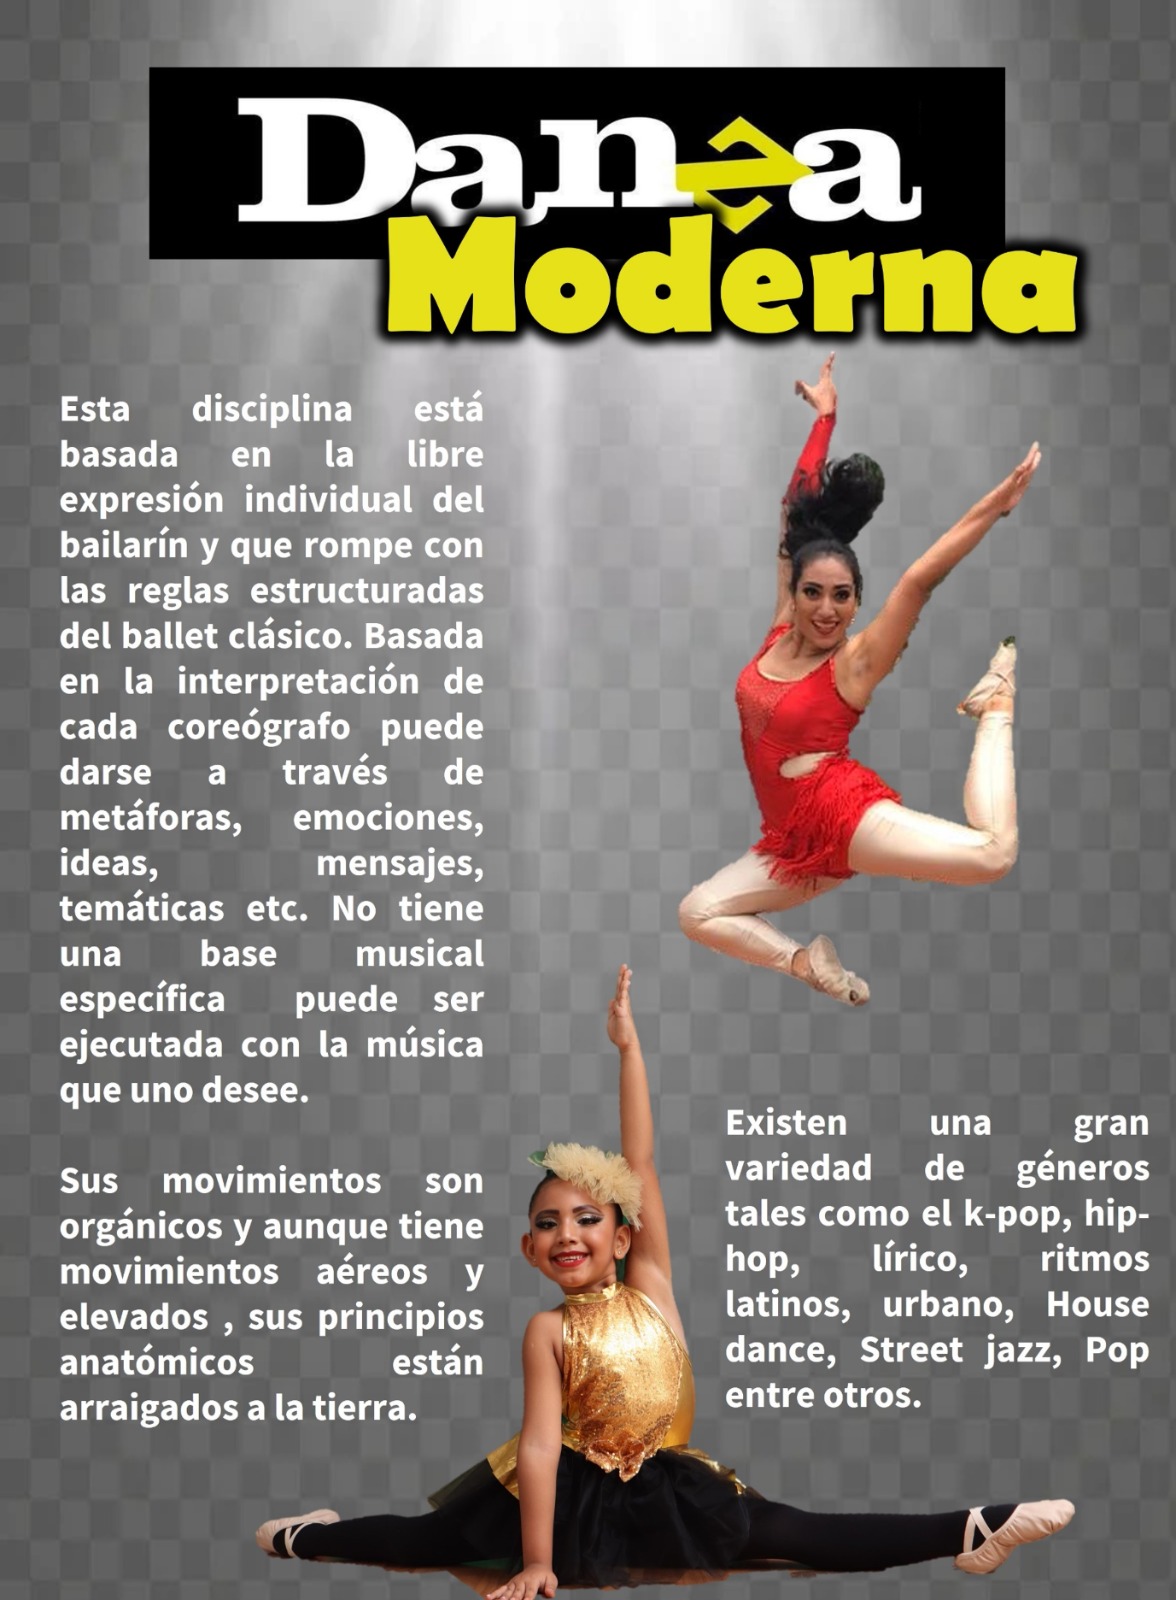 Danza
Moderna
Esta disciplina está
basada en la libre
expresión individual del
bailarín y que rompe con
las reglas estructuradas
del ballet clásico. Basada
en la interpretación de
cada coreógrafo puede
darse a través de
metáforas, emociones,
ideas, mensajes,
temáticas etc. No tiene
una base musical
específica puede ser
ejecutada con la música
que uno desee.
Sus movimientos son
orgánicos y aunque tiene
movimientos aéreos y
elevados , sus principios
anatómicos están
arraigados a la tierra.
Existen una gran
variedad de géneros
tales como el k-pop, hip-
hop, lírico, ritmos
latinos, urbano, House
dance, Street jazz, Pop
entre otros.